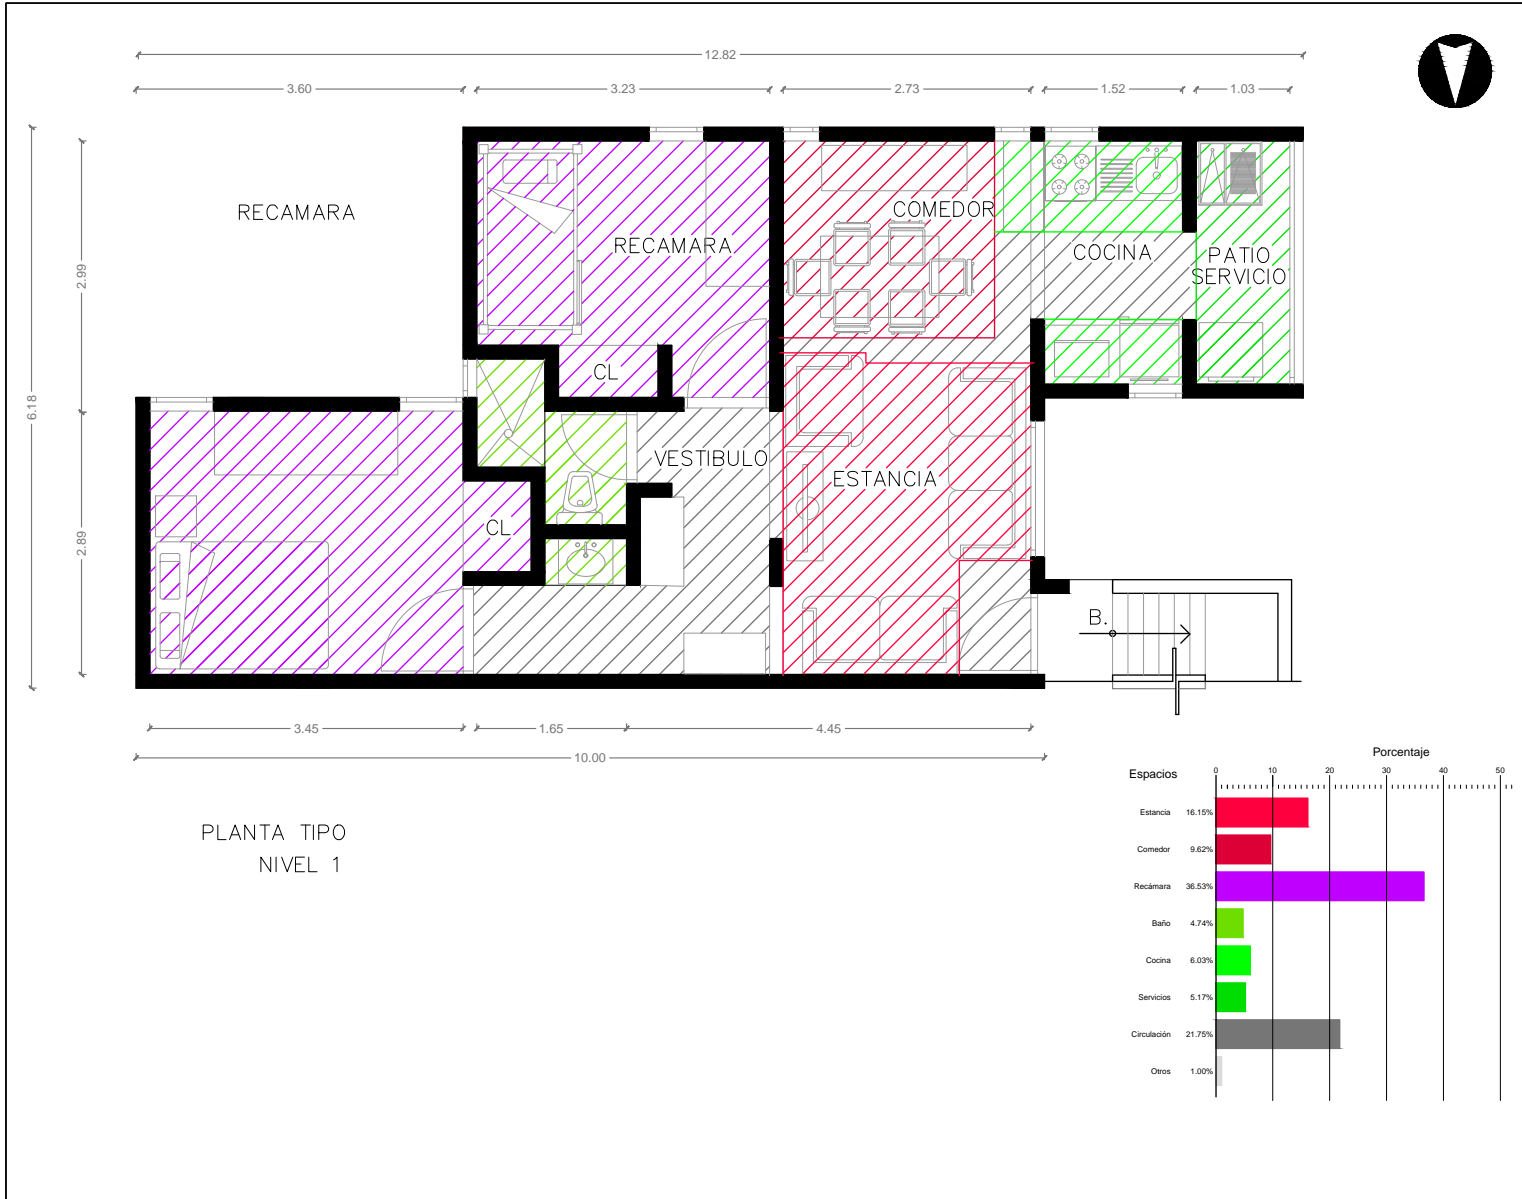 12.82
3.60
3.23
2.73
1.52
1.03
6.18
2.99
2.89
RECAMARA
RECAMARA
COMEDOR
COCINA
PATIO
SERVICIO
CL
VESTIBULO
ESTANCIA
CL
B.
3.45
1.65
4.45
10.00
PLANTA TIPO
NIVEL 1
Porcentaje
Espacios
0 10 20 30 40 50
Estancia 16.15%
Comedor 9.62%
Recámara 36.53%
Baño 4.74%
Cocina 6.03%
Servicios 5.17%
Circulación 21.75%
Otros 1.00%